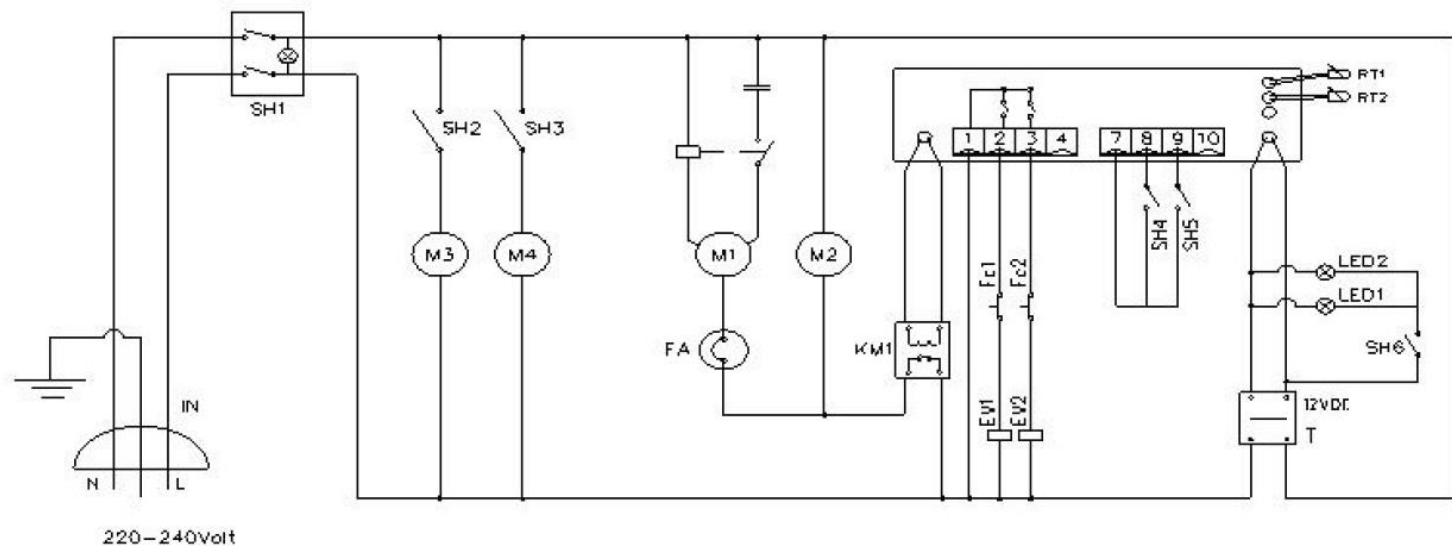 SH1
SH2
SH3
M3
M4
M1
M2
FA
KM1
1 2 3 4
7 8 9 10
RT1
RT2
Fc1
Fc2
EV1
EV2
SH4
SH5
LED2
LED1
SH6
12VDC
T
IN
N
L
220-240Volt